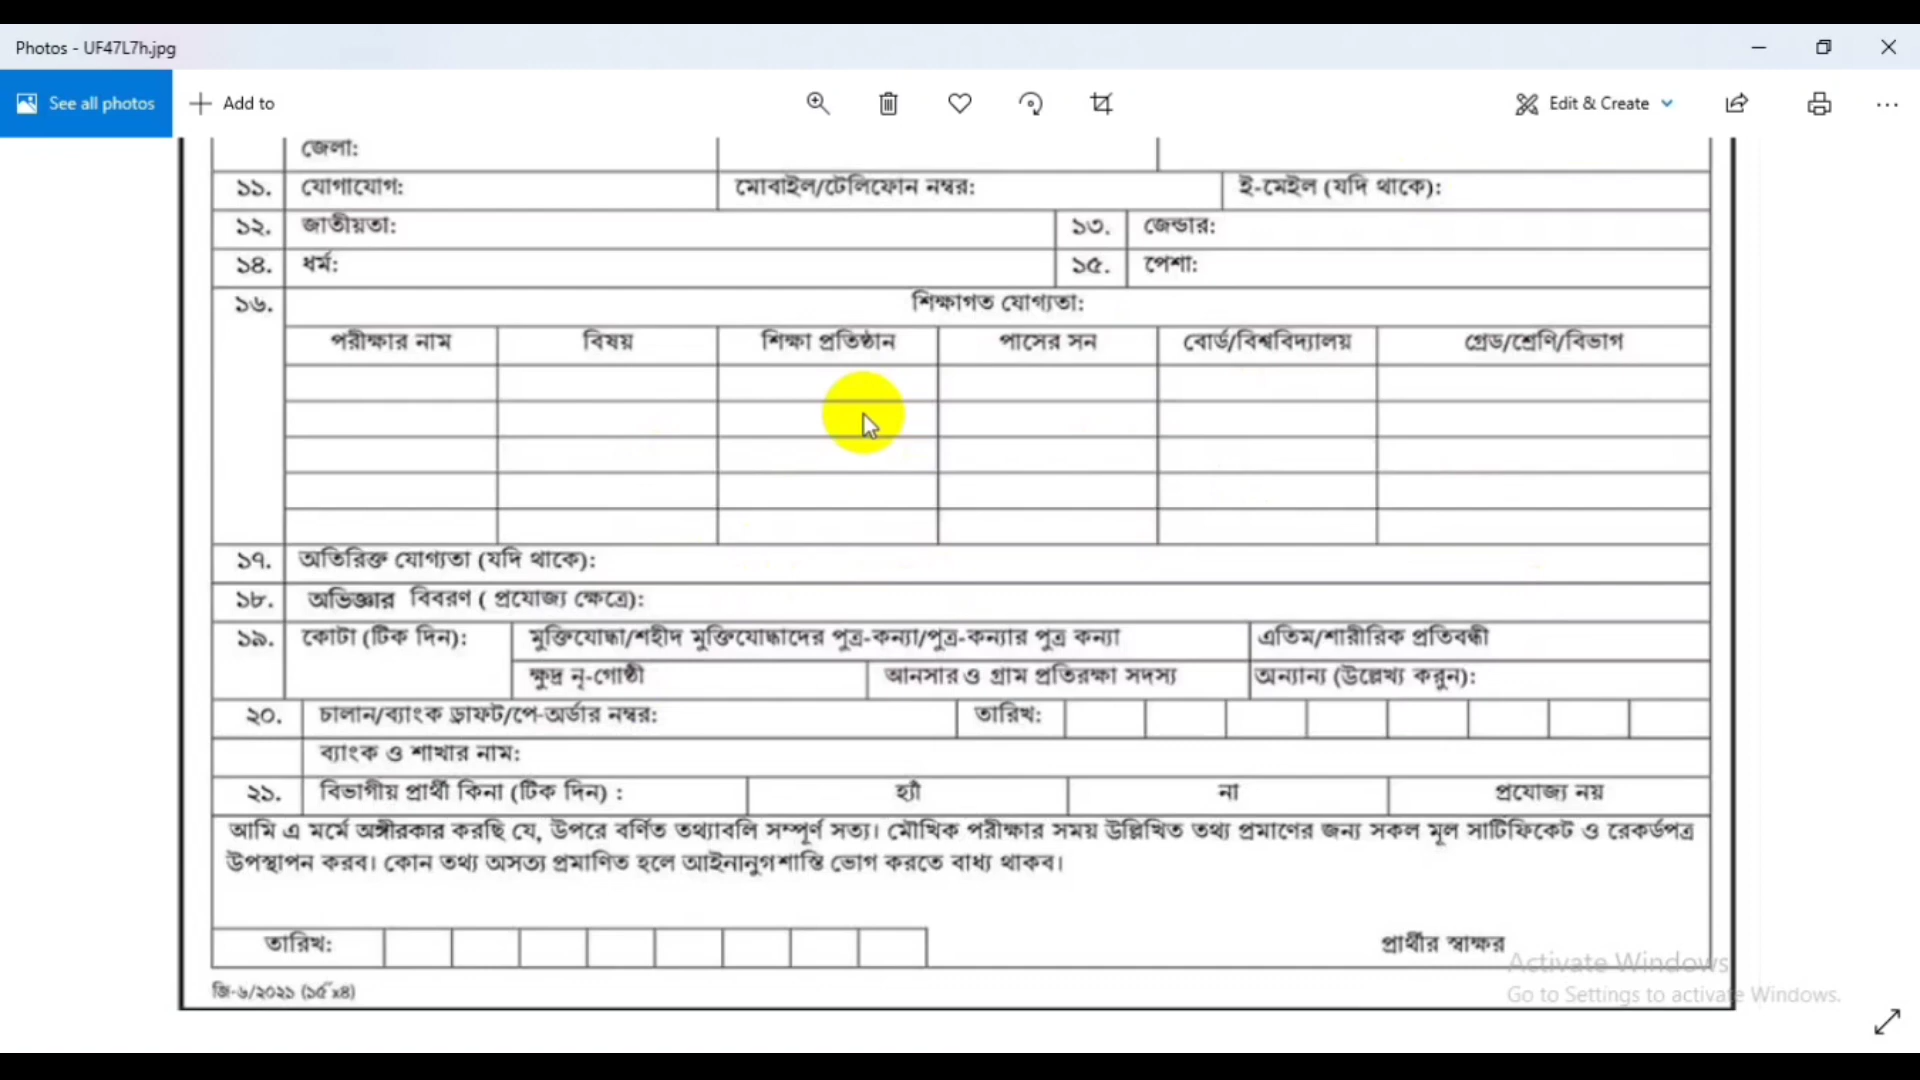 Photos - UF47L7h.jpg
See all photos
Add to
Edit & Create
জেলা:
১১. যোগাযোগ: মোবাইল/টেলিফোন নম্বর: ই-মেইল (যদি থাকে):
১২. জাতীয়তা: ১৩. জেন্ডার:
১৪. ধর্ম: ১৫. পেশা:
১৬. শিক্ষাগত যোগ্যতা:
পরীক্ষার নাম বিষয় শিক্ষা প্রতিষ্ঠান পাসের সন বোর্ড/বিশ্ববিদ্যালয় গ্রেড/শ্রেণি/বিভাগ
১৭. অতিরিক্ত যোগ্যতা (যদি থাকে):
১৮. অভিজ্ঞার বিবরণ ( প্রযোজ্য ক্ষেত্রে):
১৯. কোটা (টিক দিন): মুক্তিযোদ্ধা/শহীদ মুক্তিযোদ্ধাদের পুত্র-কন্যা/পুত্র-কন্যার পুত্র কন্যা এতিম/শারীরিক প্রতিবন্ধী
ক্ষুদ্র নৃ-গোষ্ঠী আনসার ও গ্রাম প্রতিরক্ষা সদস্য অন্যান্য (উল্লেখ্য করুন):
২০. চালান/ব্যাংক ড্রাফট/পে-অর্ডার নম্বর: তারিখ:
ব্যাংক ও শাখার নাম:
২১. বিভাগীয় প্রার্থী কিনা (টিক দিন) : হ্যাঁ না প্রযোজ্য নয়
আমি এ মর্মে অঙ্গীরকার করছি যে, উপরে বর্ণিত তথ্যাবলি সম্পূর্ণ সত্য। মৌখিক পরীক্ষার সময় উল্লিখিত তথ্য প্রমাণের জন্য সকল মূল সার্টিফিকেট ও রেকর্ডপত্র
উপস্থাপন করব। কোন তথ্য অসত্য প্রমাণিত হলে আইনানুগ শাস্তি ভোগ করতে বাধ্য থাকব।
তারিখ: প্রার্থীর স্বাক্ষর
জি-৬/২০২১ (১৫˝x৪)
Activate Windows
Go to Settings to activate Windows.